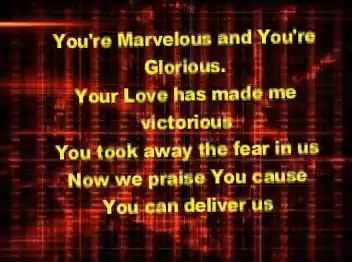 You're Marvelous and You're
Glorious.
Your Love has made me
victorious
You took away the fear in us
Now we praise You cause
You can deliver us